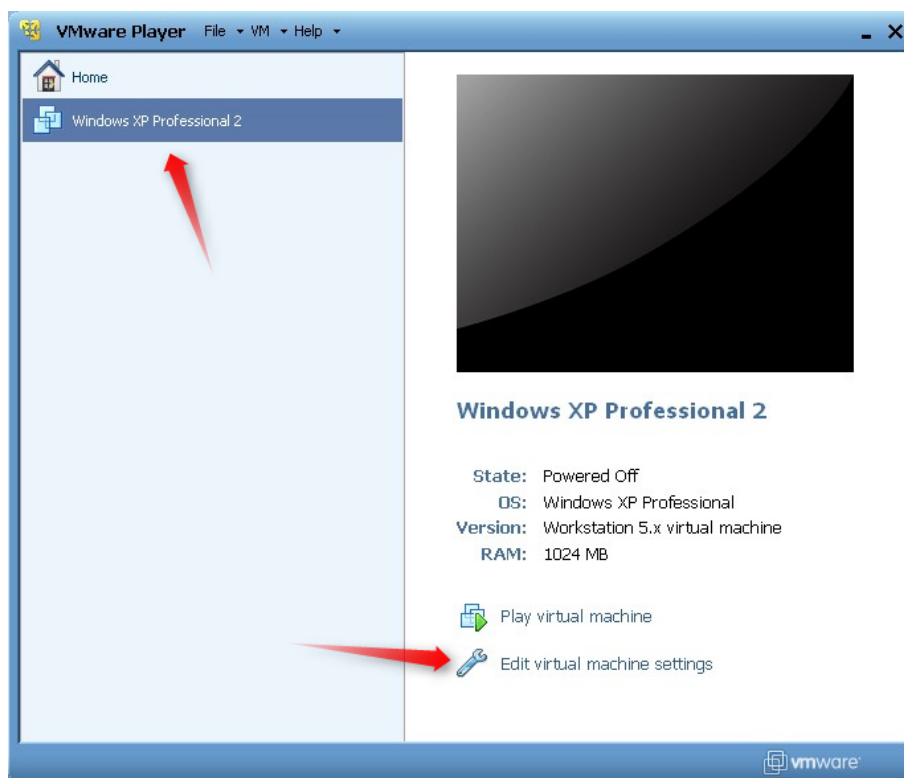 VMware Player File VM Help
Home
Windows XP Professional 2
Windows XP Professional 2
State: Powered Off
OS: Windows XP Professional
Version: Workstation 5.x virtual machine
RAM: 1024 MB
Play virtual machine
Edit virtual machine settings
vmware